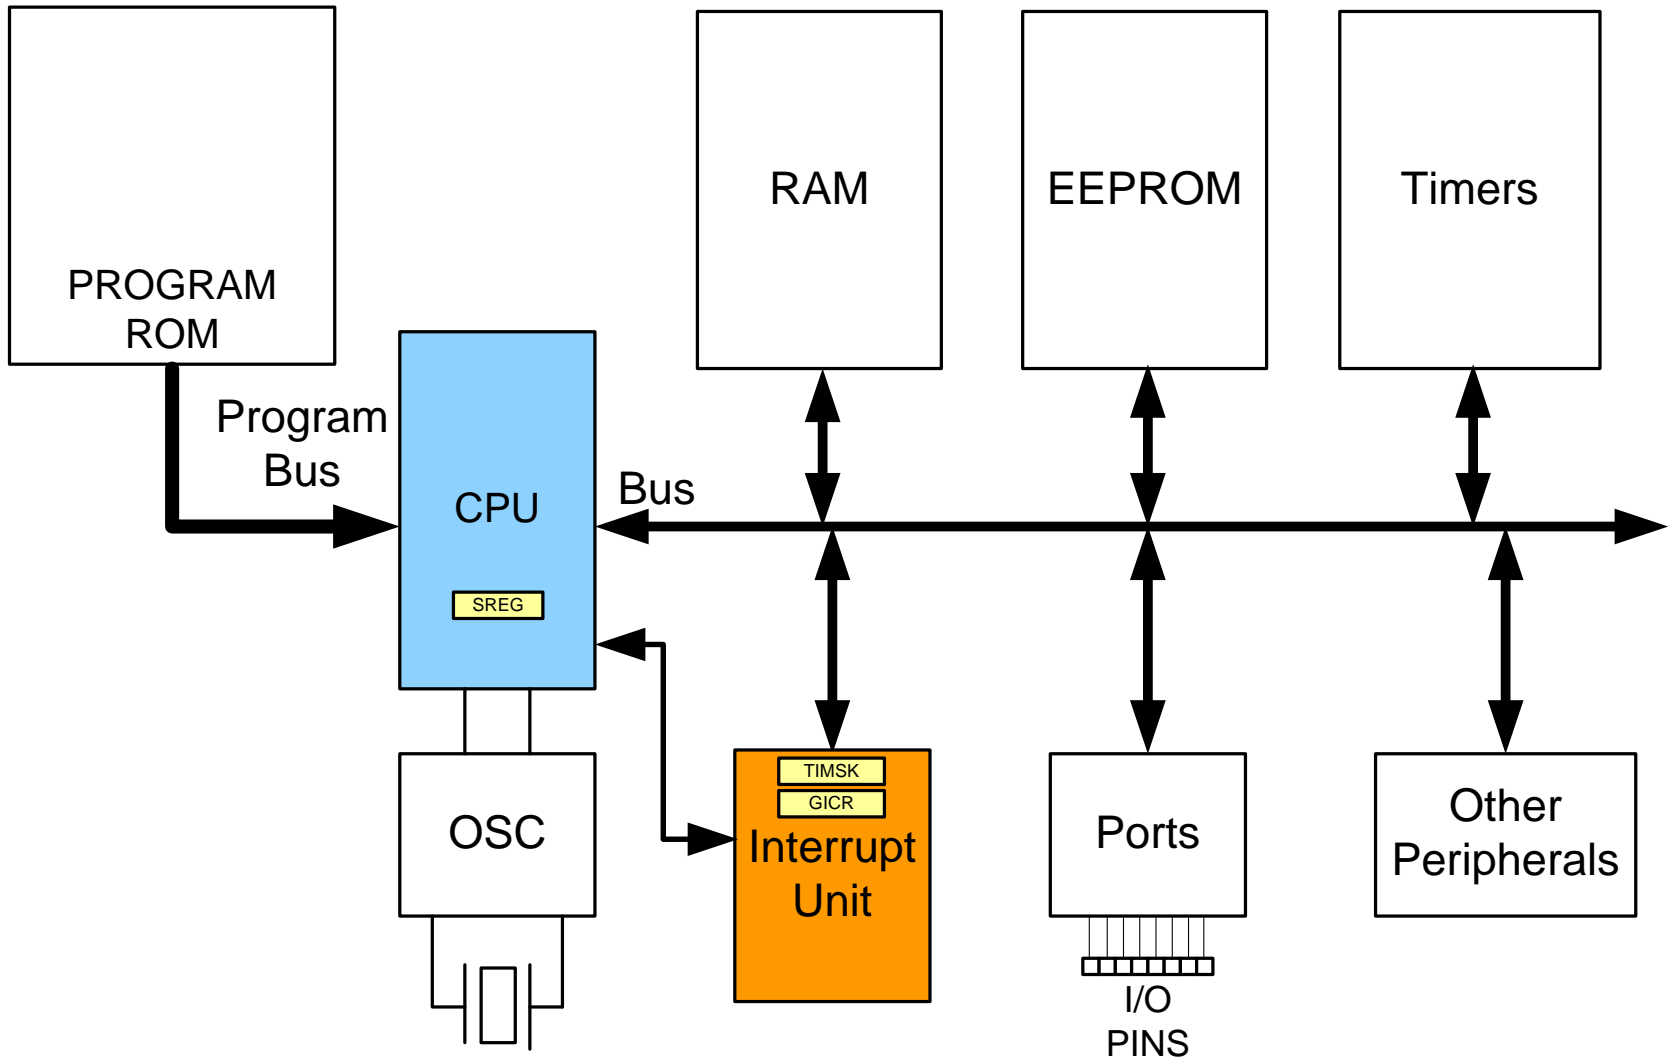 PROGRAM
ROM
RAM
EEPROM
Timers
Program
Bus
CPU
SREG
Bus
OSC
TIMSK
GICR
Interrupt
Unit
Ports
I/O
PINS
Other
Peripherals